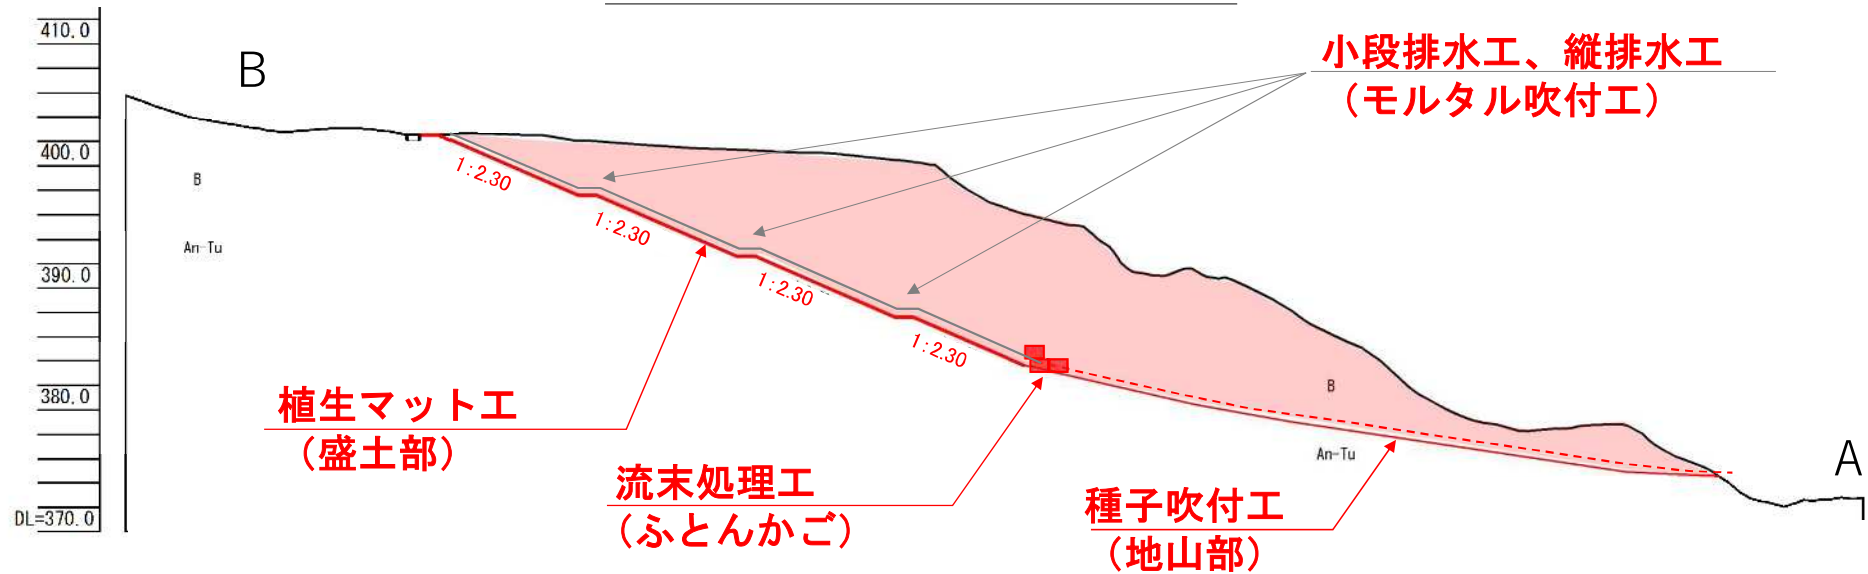 410.0
400.0
390.0
380.0
DL=370.0
B
B
An-Tu
1:2.30
1:2.30
1:2.30
1:2.30
小段排水工、縦排水工
（モルタル吹付工）
植生マット工
（盛土部）
流末処理工
（ふとんかご）
種子吹付工
（地山部）
B
An-Tu
A